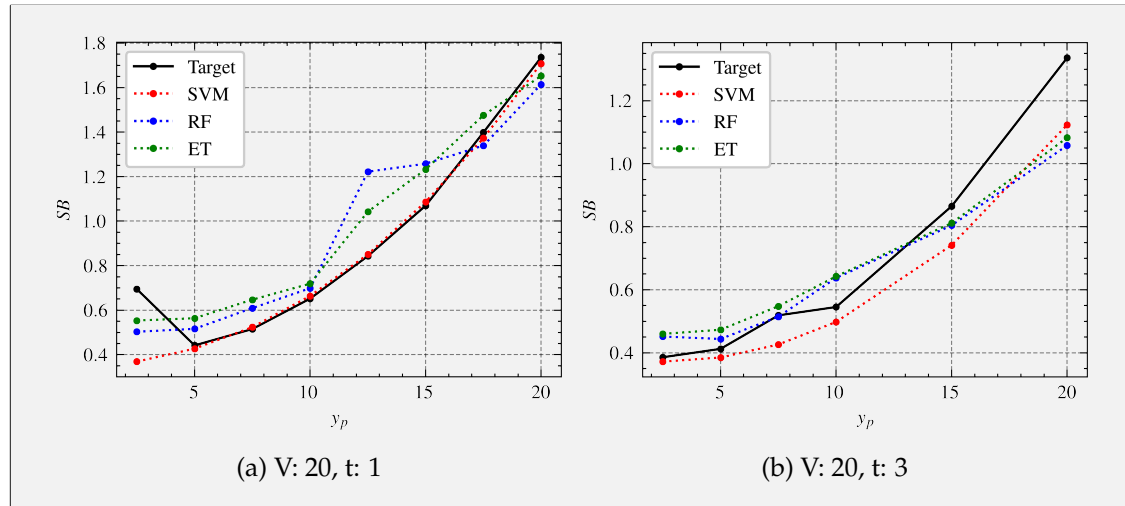 1.8
1.6
1.4
1.2
1.0
0.8
0.6
0.4
SB
Target
SVM
RF
ET
5 10 15 20
y_p
(a) V: 20, t: 1
1.2
1.0
0.8
0.6
0.4
SB
Target
SVM
RF
ET
5 10 15 20
y_p
(b) V: 20, t: 3